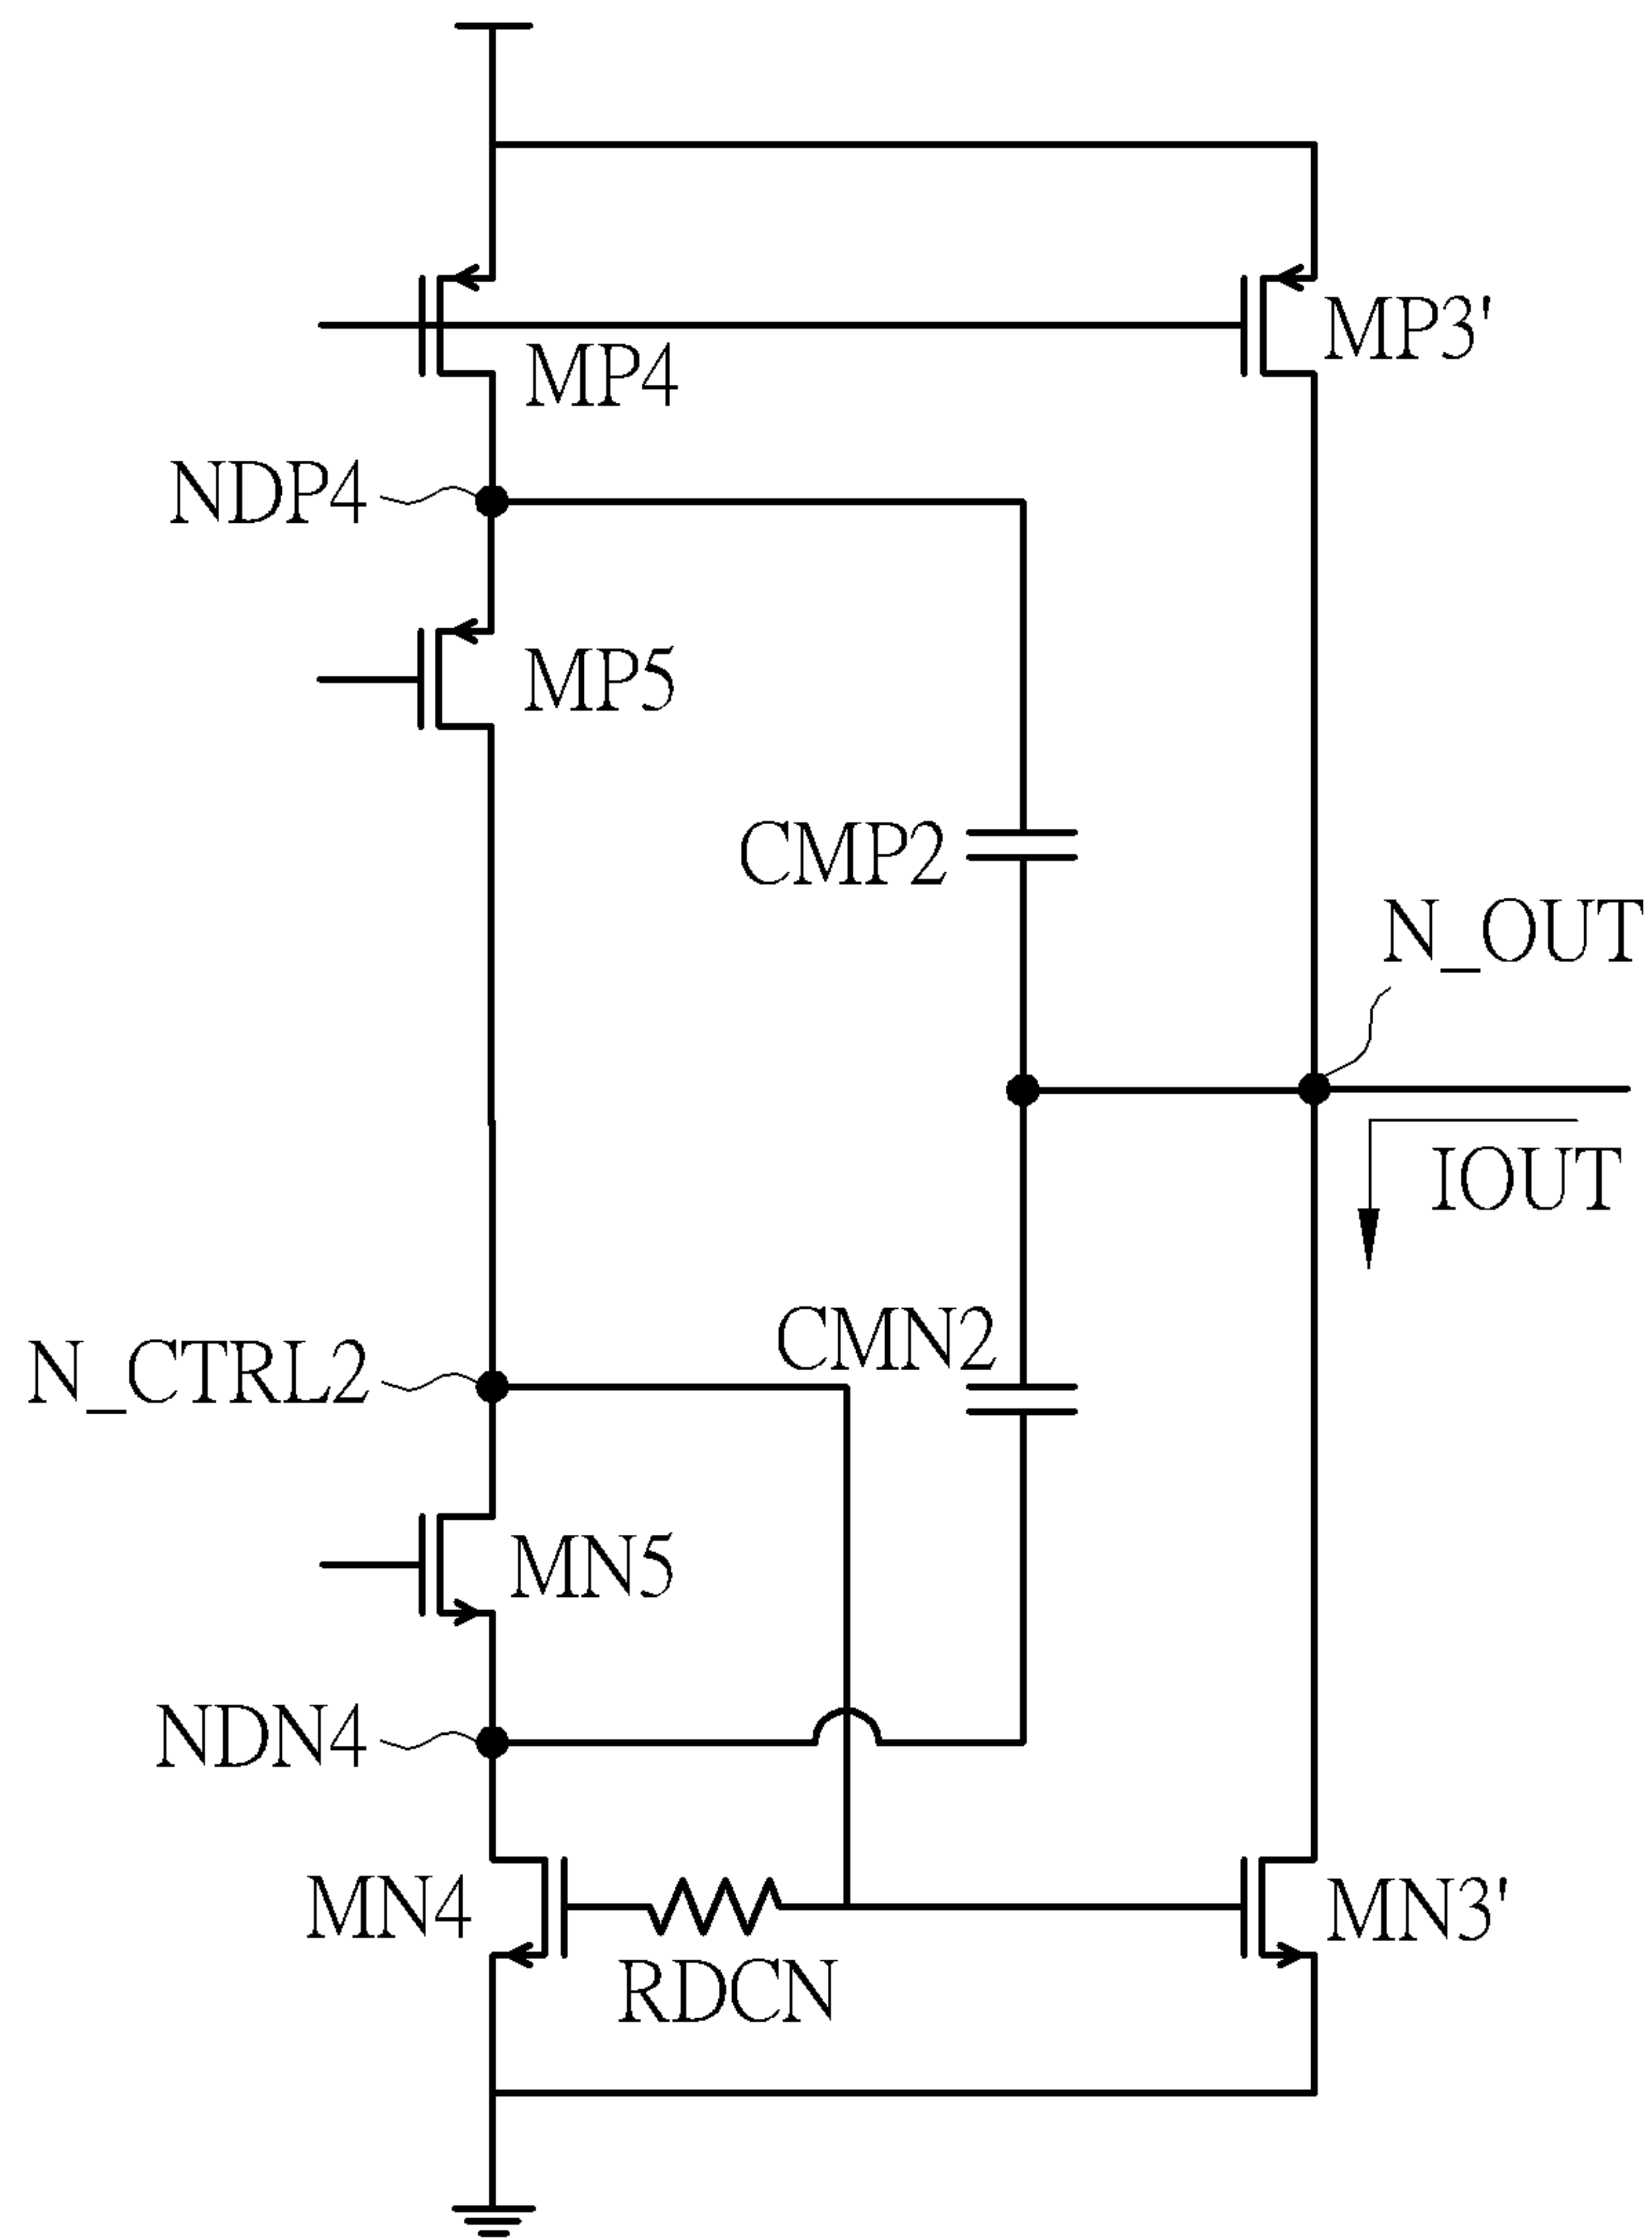 MP3'
MP4
NDP4
MP5
CMP2
N_OUT
IOUT
CMN2
N_CTRL2
MN5
NDN4
MN4
MN3'
RDCN